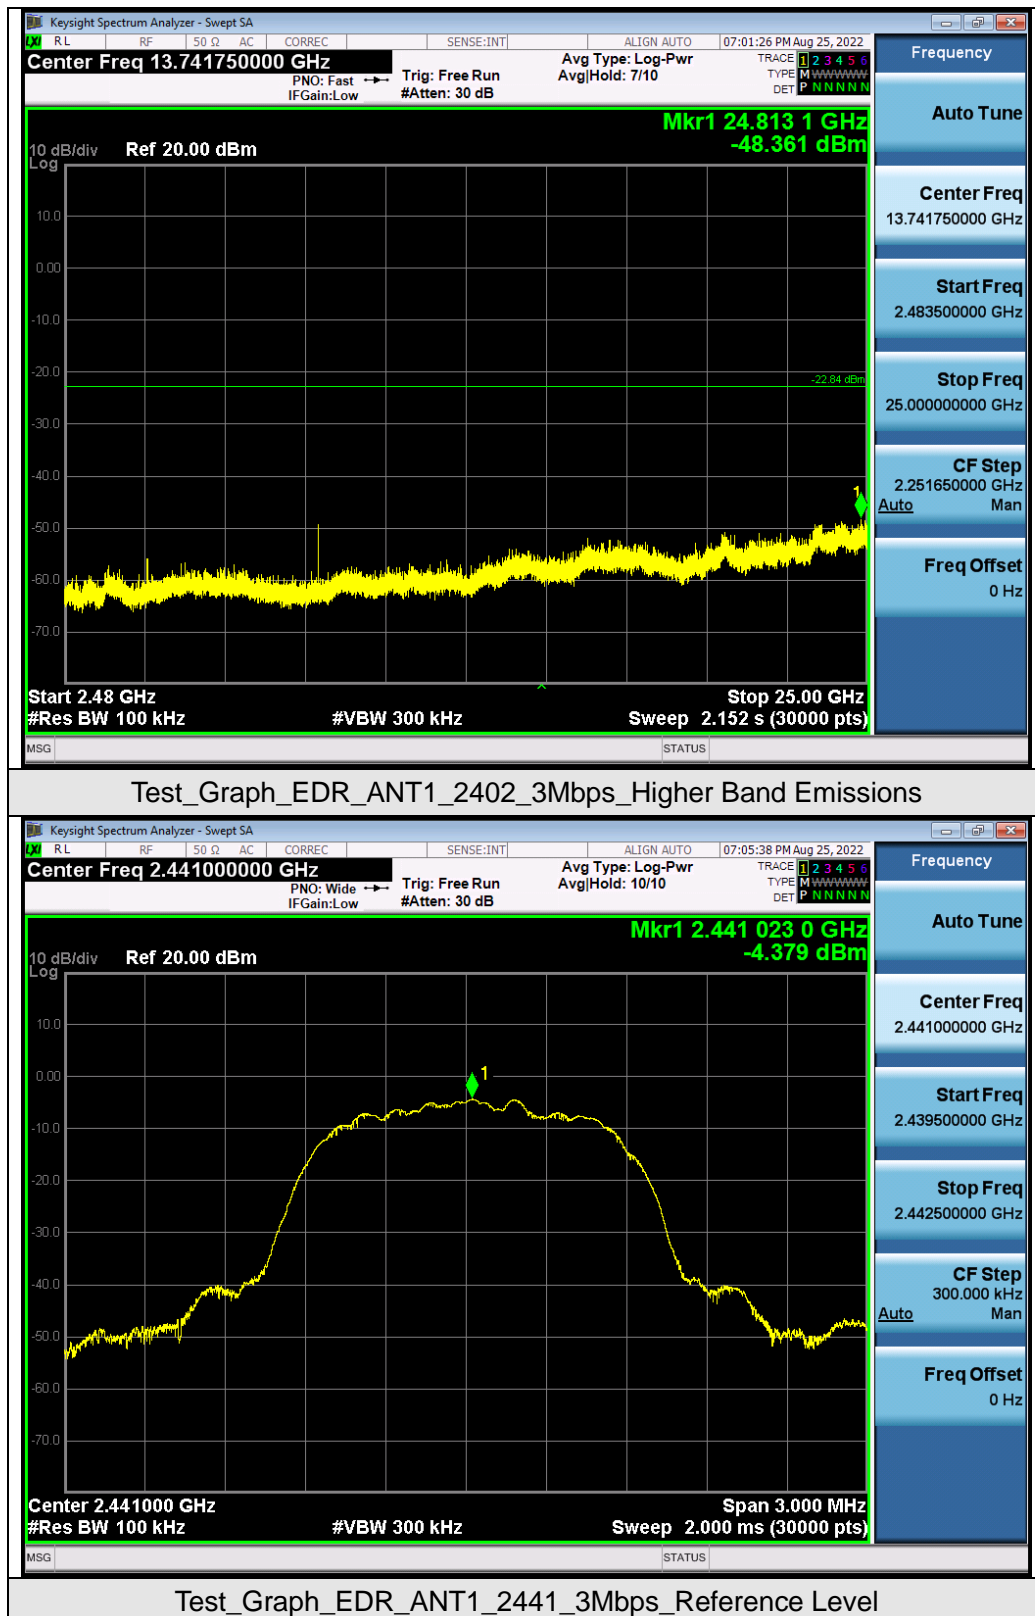 Keysight Spectrum Analyzer - Swept SA
LXI RL RF 50 Ω AC CORREC SENSE:INT ALIGN AUTO 07:01:26 PM Aug 25, 2022
Center Freq 13.741750000 GHz
PNO: Fast
IFGain:Low
Trig: Free Run
#Atten: 30 dB
Avg Type: Log-Pwr
Avg|Hold: 7/10
TRACE 1 2 3 4 5 6
TYPE M WWWWW
DET P N N N N N
Mkr1 24.813 1 GHz
-48.361 dBm
10 dB/div Ref 20.00 dBm
Log
10.0
0.00
-10.0
-20.0
-22.84 dBm
-30.0
-40.0
1
-50.0
-60.0
-70.0
Start 2.48 GHz Stop 25.00 GHz
#Res BW 100 kHz #VBW 300 kHz Sweep 2.152 s (30000 pts)
MSG STATUS
Frequency
Auto Tune
Center Freq
13.741750000 GHz
Start Freq
2.483500000 GHz
Stop Freq
25.000000000 GHz
CF Step
2.251650000 GHz
Auto Man
Freq Offset
0 Hz
Test_Graph_EDR_ANT1_2402_3Mbps_Higher Band Emissions
Keysight Spectrum Analyzer - Swept SA
LXI RL RF 50 Ω AC CORREC SENSE:INT ALIGN AUTO 07:05:38 PM Aug 25, 2022
Center Freq 2.441000000 GHz
PNO: Wide
IFGain:Low
Trig: Free Run
#Atten: 30 dB
Avg Type: Log-Pwr
Avg|Hold: 10/10
TRACE 1 2 3 4 5 6
TYPE M WWWWW
DET P N N N N N
Mkr1 2.441 023 0 GHz
-4.379 dBm
10 dB/div Ref 20.00 dBm
Log
10.0
0.00
1
-10.0
-20.0
-30.0
-40.0
-50.0
-60.0
-70.0
Center 2.441000 GHz Span 3.000 MHz
#Res BW 100 kHz #VBW 300 kHz Sweep 2.000 ms (30000 pts)
MSG STATUS
Frequency
Auto Tune
Center Freq
2.441000000 GHz
Start Freq
2.439500000 GHz
Stop Freq
2.442500000 GHz
CF Step
300.000 kHz
Auto Man
Freq Offset
0 Hz
Test_Graph_EDR_ANT1_2441_3Mbps_Reference Level